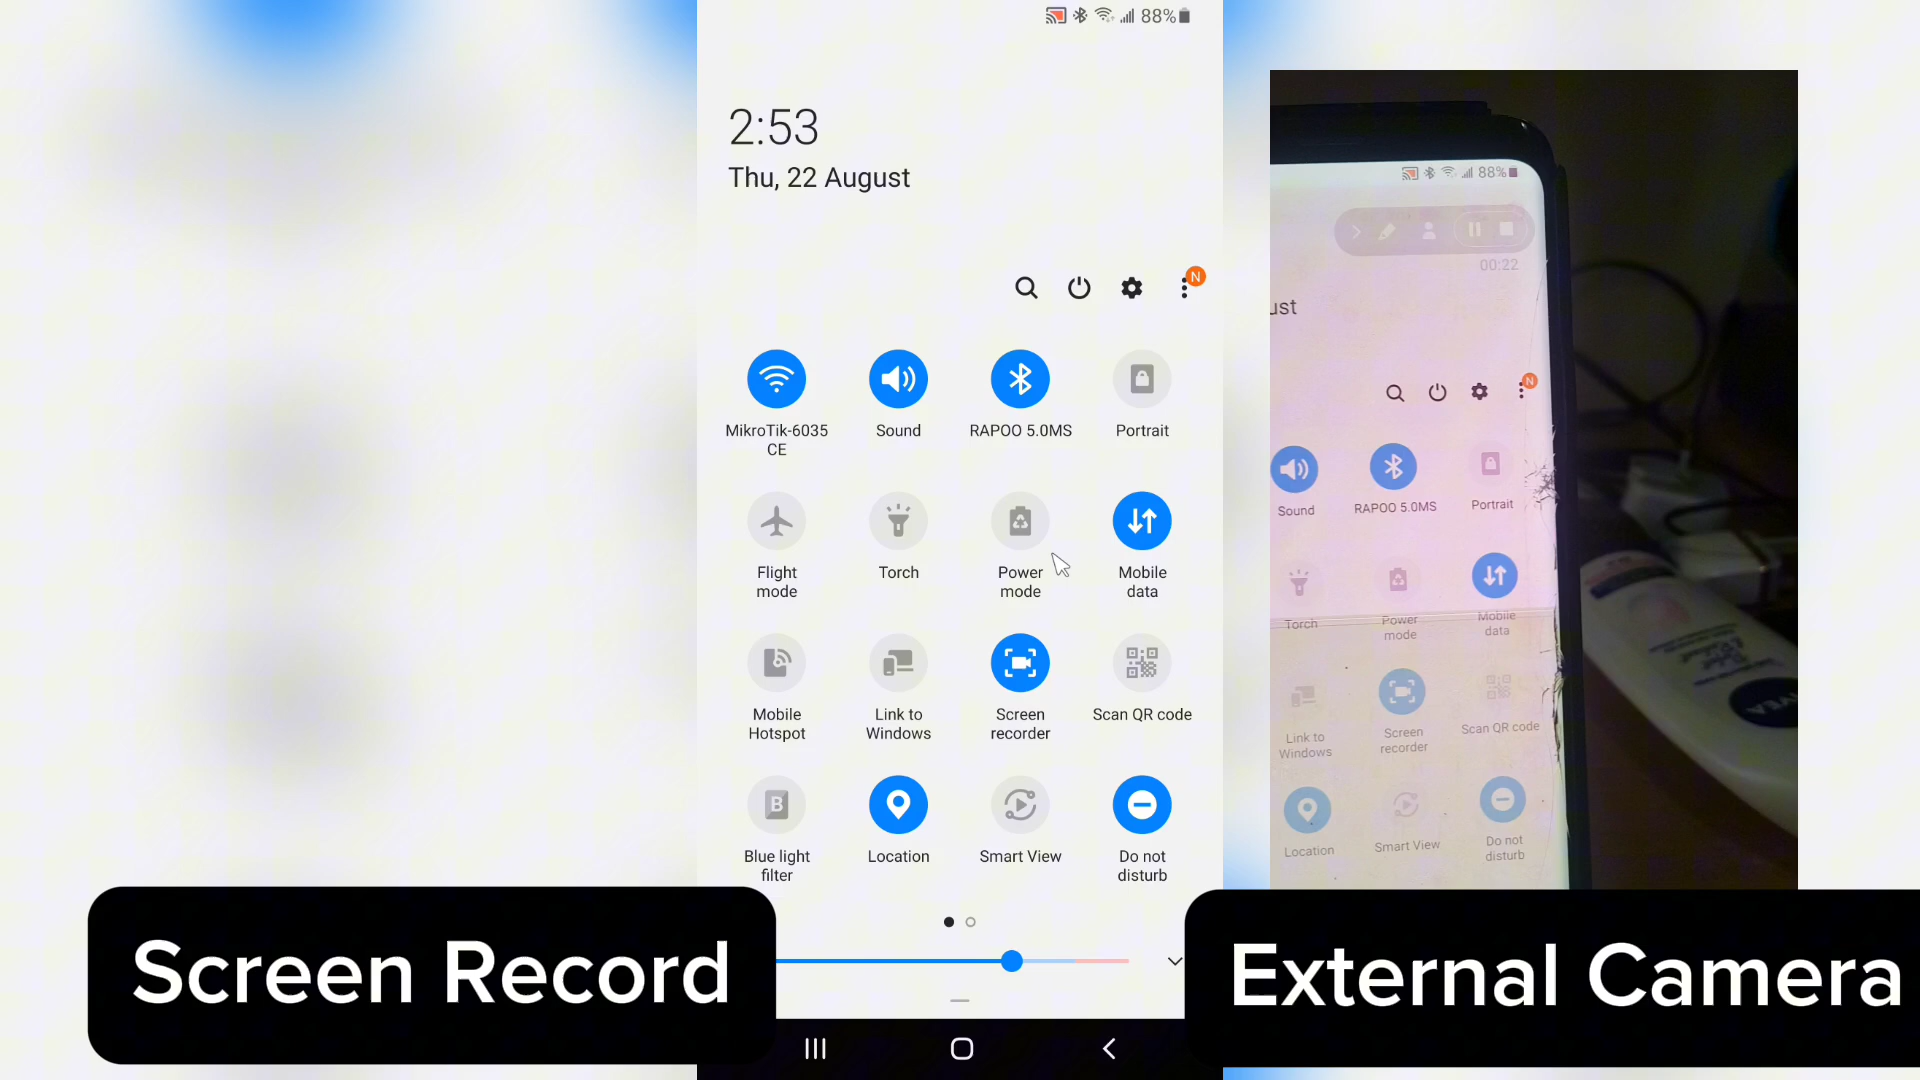 88%
2:53
Thu, 22 August
N
MikroTik-6035
CE
Sound
RAPOO 5.0MS
Portrait
Flight
mode
Torch
Power
mode
Mobile
data
Mobile
Hotspot
Link to
Windows
Screen
recorder
Scan QR code
B
Blue light
filter
Location
Smart View
Do not
disturb
Screen Record
88%
00:22
ust
N
Sound
RAPOO 5.0MS
Portrait
Torch
Power
mode
Mobile
data
Link to
Windows
Screen
recorder
Scan QR code
Location
Smart View
Do not
disturb
External Camera